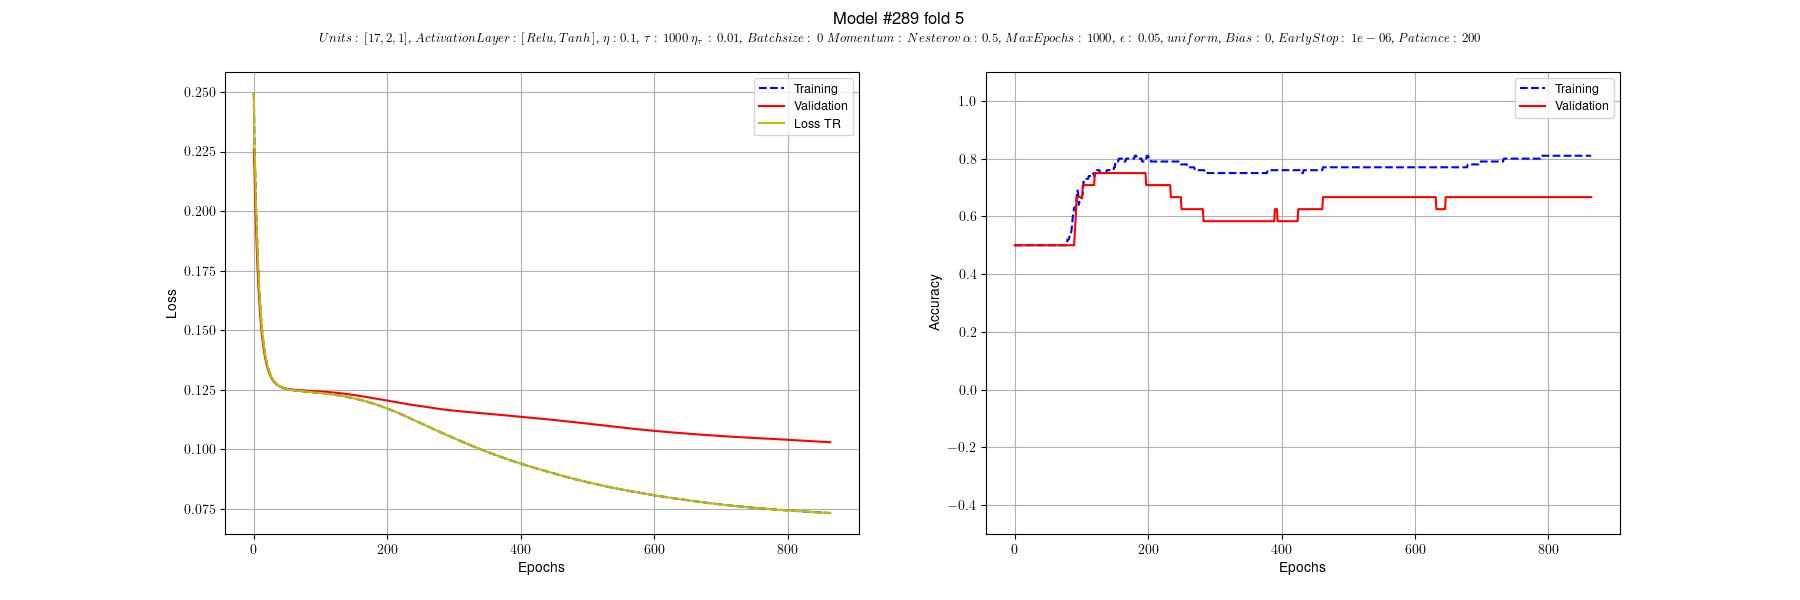 Model #289 fold 5
Units : [17, 2, 1], ActivationLayer : [Relu, Tanh], η : 0.1, τ : 1000 ητ : 0.01, Batchsize : 0 Momentum : Nesterov α : 0.5, MaxEpochs : 1000, ϵ : 0.05, uniform, Bias : 0, EarlyStop : 1e − 06, Patience : 200
Training
Validation
Loss TR
0.250
0.225
0.200
0.175
0.150
0.125
0.100
0.075
Loss
0 200 400 600 800
Epochs
Training
Validation
1.0
0.8
0.6
0.4
0.2
0.0
−0.2
−0.4
Accuracy
0 200 400 600 800
Epochs